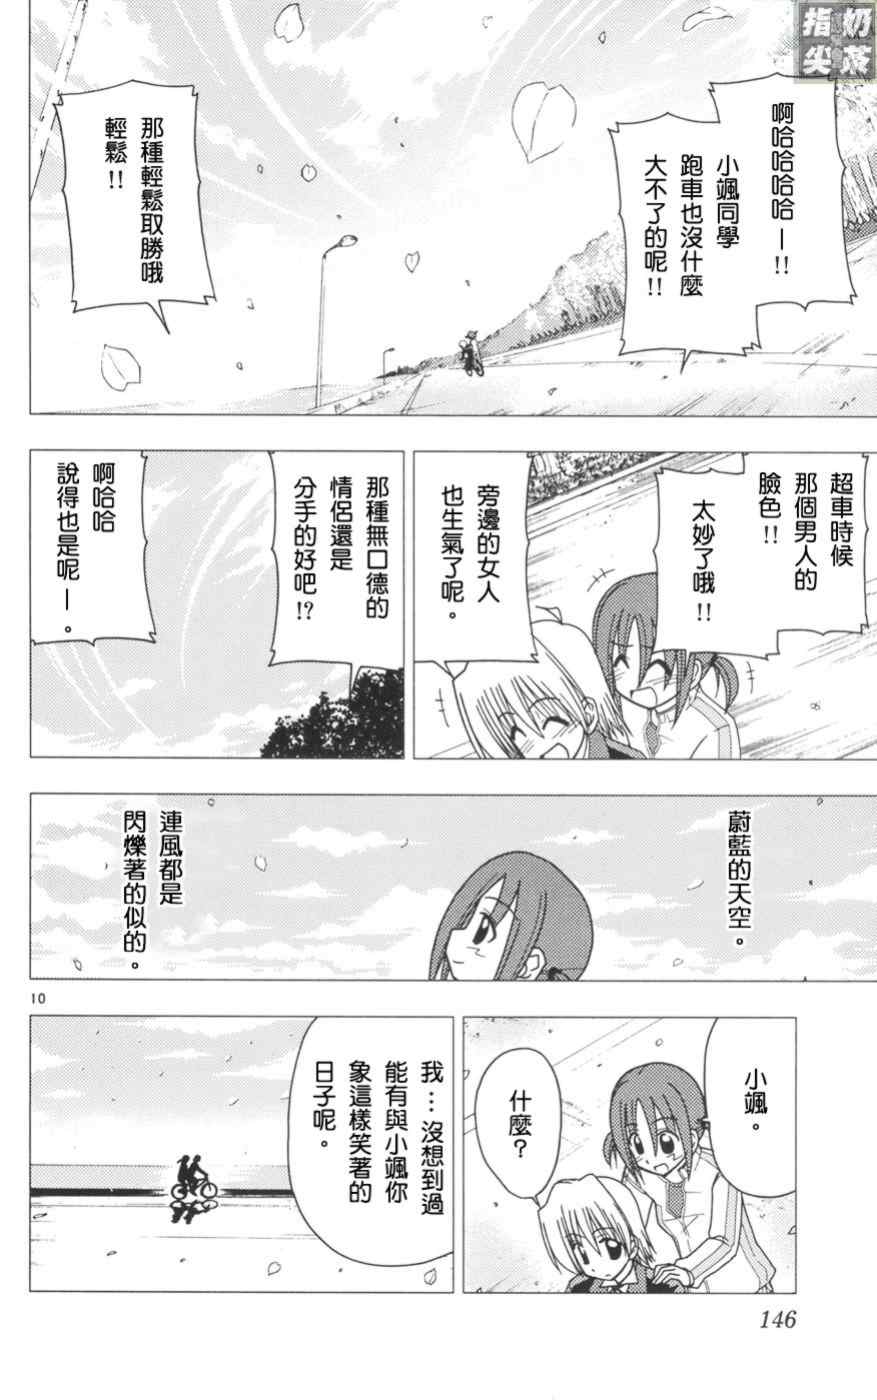 指奶
尖茶
啊哈哈哈哈ー!!
小颯同學
跑車也沒什麼
大不了的呢!!
那種輕鬆取勝哦
輕鬆!!
超車時候
那個男人的
臉色!!
太妙了哦!!
旁邊的女人
也生氣了呢。
那種無口德的
情侶還是
分手的好吧!?
啊哈哈
說得也是呢ー。
蔚藍的天空。
連風都是
閃爍著的似的。
10
小颯。
什麼?
我…沒想到過
能有與小颯你
象這樣笑著的
日子呢。
146